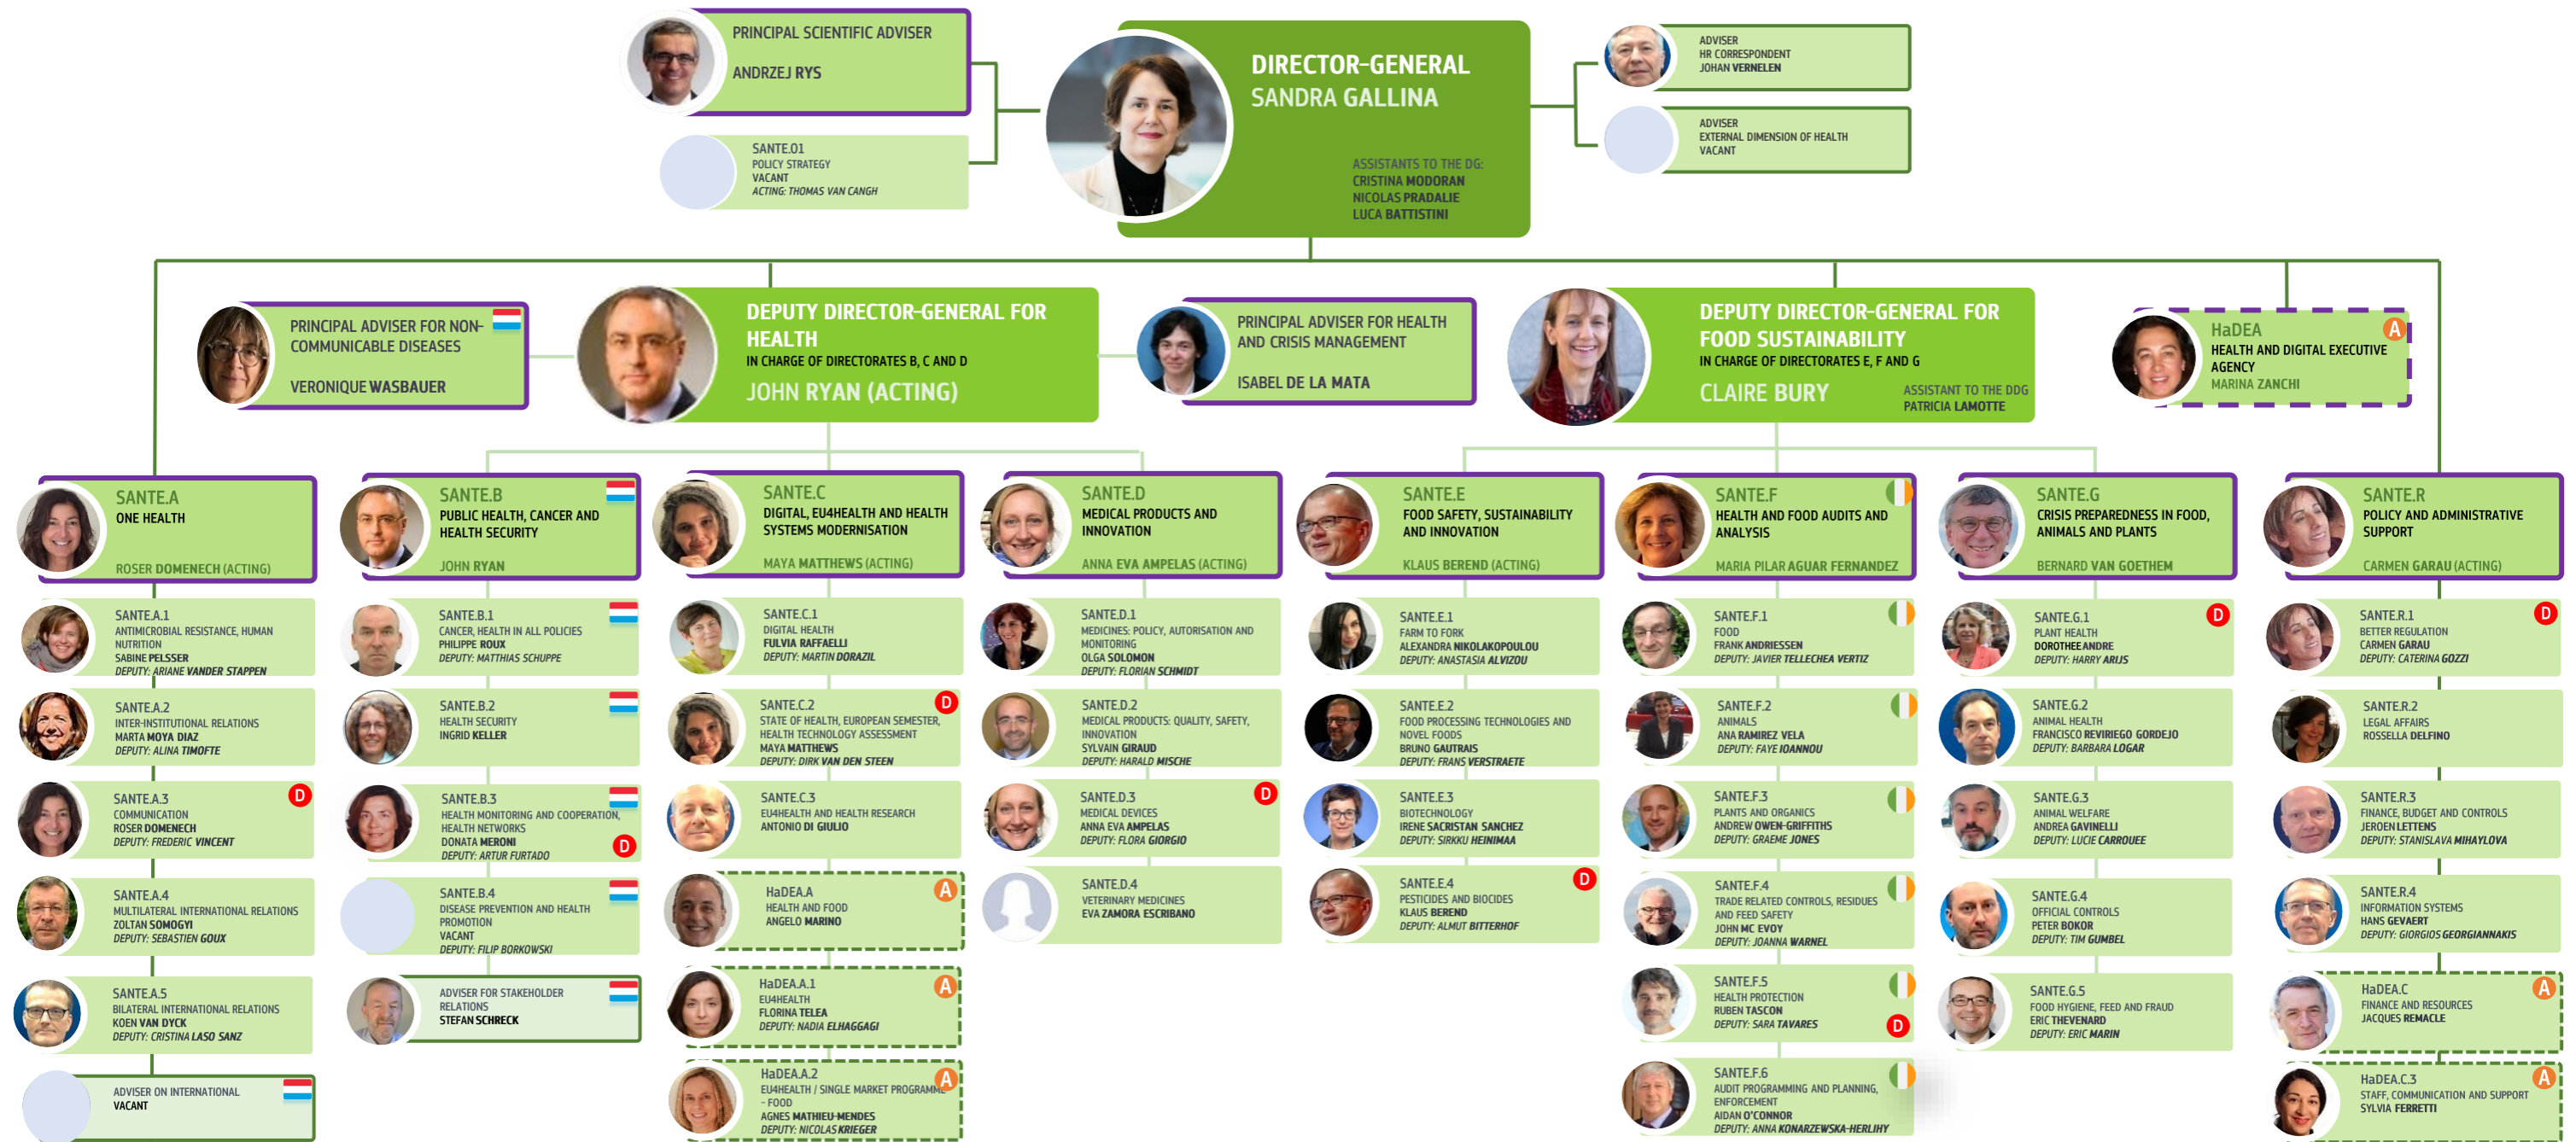 PRINCIPAL SCIENTIFIC ADVISER
ANDRZEJ RYS
SANTE.01
POLICY STRATEGY
VACANT
ACTING: THOMAS VAN CANGH
DIRECTOR-GENERAL
SANDRA GALLINA
ASSISTANTS TO THE DG:
CRISTINA MODORAN
NICOLAS PRADALIE
LUCA BATTISTINI
ADVISER
HR CORRESPONDENT
JOHAN VERNELEN
ADVISER
EXTERNAL DIMENSION OF HEALTH
VACANT
PRINCIPAL ADVISER FOR NON-
COMMUNICABLE DISEASES
VERONIQUE WASBAUER
DEPUTY DIRECTOR-GENERAL FOR
HEALTH
IN CHARGE OF DIRECTORATES B, C AND D
JOHN RYAN (ACTING)
PRINCIPAL ADVISER FOR HEALTH
AND CRISIS MANAGEMENT
ISABEL DE LA MATA
DEPUTY DIRECTOR-GENERAL FOR
FOOD SUSTAINABILITY
IN CHARGE OF DIRECTORATES E, F AND G
CLAIRE BURY
ASSISTANT TO THE DDG
PATRICIA LAMOTTE
HaDEA
A
HEALTH AND DIGITAL EXECUTIVE
AGENCY
MARINA ZANCHI
SANTE.A
ONE HEALTH
ROSER DOMENECH (ACTING)
SANTE.A.1
ANTIMICROBIAL RESISTANCE, HUMAN
NUTRITION
SABINE PELSSER
DEPUTY: ARIANE VANDER STAPPEN
SANTE.A.2
INTER-INSTITUTIONAL RELATIONS
MARTA MOYA DIAZ
DEPUTY: ALINA TIMOFTE
SANTE.A.3
D
COMMUNICATION
ROSER DOMENECH
DEPUTY: FREDERIC VINCENT
SANTE.A.4
MULTILATERAL INTERNATIONAL RELATIONS
ZOLTAN SOMOGYI
DEPUTY: SEBASTIEN GOUX
SANTE.A.5
BILATERAL INTERNATIONAL RELATIONS
KOEN VAN DYCK
DEPUTY: CRISTINA LASO SANZ
ADVISER ON INTERNATIONAL
VACANT
SANTE.B
PUBLIC HEALTH, CANCER AND
HEALTH SECURITY
JOHN RYAN
SANTE.B.1
CANCER, HEALTH IN ALL POLICIES
PHILIPPE ROUX
DEPUTY: MATTHIAS SCHUPPE
SANTE.B.2
HEALTH SECURITY
INGRID KELLER
SANTE.B.3
HEALTH MONITORING AND COOPERATION,
HEALTH NETWORKS
DONATA MERONI
D
DEPUTY: ARTUR FURTADO
SANTE.B.4
DISEASE PREVENTION AND HEALTH
PROMOTION
VACANT
DEPUTY: FILIP BORKOWSKI
ADVISER FOR STAKEHOLDER
RELATIONS
STEFAN SCHRECK
SANTE.C
DIGITAL, EU4HEALTH AND HEALTH
SYSTEMS MODERNISATION
MAYA MATTHEWS (ACTING)
SANTE.C.1
DIGITAL HEALTH
FULVIA RAFFAELLI
DEPUTY: MARTIN DORAZIL
SANTE.C.2
D
STATE OF HEALTH, EUROPEAN SEMESTER,
HEALTH TECHNOLOGY ASSESSMENT
MAYA MATTHEWS
DEPUTY: DIRK VAN DEN STEEN
SANTE.C.3
EU4HEALTH AND HEALTH RESEARCH
ANTONIO DI GIULIO
HaDEA.A
A
HEALTH AND FOOD
ANGELO MARINO
HaDEA.A.1
A
EU4HEALTH
FLORINA TELEA
DEPUTY: NADIA ELHAGGAGI
HaDEA.A.2
A
EU4HEALTH / SINGLE MARKET PROGRAMME
- FOOD
AGNES MATHIEU-MENDES
DEPUTY: NICOLAS KRIEGER
SANTE.D
MEDICAL PRODUCTS AND
INNOVATION
ANNA EVA AMPELAS (ACTING)
SANTE.D.1
MEDICINES: POLICY, AUTORISATION AND
MONITORING
OLGA SOLOMON
DEPUTY: FLORIAN SCHMIDT
SANTE.D.2
MEDICAL PRODUCTS: QUALITY, SAFETY,
INNOVATION
SYLVAIN GIRAUD
DEPUTY: HARALD MISCHE
SANTE.D.3
D
MEDICAL DEVICES
ANNA EVA AMPELAS
DEPUTY: FLORA GIORGIO
SANTE.D.4
VETERINARY MEDICINES
EVA ZAMORA ESCRIBANO
SANTE.E
FOOD SAFETY, SUSTAINABILITY
AND INNOVATION
KLAUS BEREND (ACTING)
SANTE.E.1
FARM TO FORK
ALEXANDRA NIKOLAKOPOULOU
DEPUTY: ANASTASIA ALVIZOU
SANTE.E.2
FOOD PROCESSING TECHNOLOGIES AND
NOVEL FOODS
BRUNO GAUTRAIS
DEPUTY: FRANS VERSTRAETE
SANTE.E.3
BIOTECHNOLOGY
IRENE SACRISTAN SANCHEZ
DEPUTY: SIRKKU HEINIMAA
SANTE.E.4
D
PESTICIDES AND BIOCIDES
KLAUS BEREND
DEPUTY: ALMUT BITTERHOF
SANTE.F
HEALTH AND FOOD AUDITS AND
ANALYSIS
MARIA PILAR AGUAR FERNANDEZ
SANTE.F.1
FOOD
FRANK ANDRIESSEN
DEPUTY: JAVIER TELLECHEA VERTIZ
SANTE.F.2
ANIMALS
ANA RAMIREZ VELA
DEPUTY: FAYE IOANNOU
SANTE.F.3
PLANTS AND ORGANICS
ANDREW OWEN-GRIFFITHS
DEPUTY: GRAEME JONES
SANTE.F.4
TRADE RELATED CONTROLS, RESIDUES
AND FEED SAFETY
JOHN MC EVOY
DEPUTY: JOANNA WARNEL
SANTE.F.5
HEALTH PROTECTION
RUBEN TASCON
DEPUTY: SARA TAVARES
D
SANTE.F.6
AUDIT PROGRAMMING AND PLANNING,
ENFORCEMENT
AIDAN O'CONNOR
DEPUTY: ANNA KONARZEWSKA-HERLIHY
SANTE.G
CRISIS PREPAREDNESS IN FOOD,
ANIMALS AND PLANTS
BERNARD VAN GOETHEM
SANTE.G.1
D
PLANT HEALTH
DOROTHEE ANDRE
DEPUTY: HARRY ARIJS
SANTE.G.2
ANIMAL HEALTH
FRANCISCO REVIRIEGO GORDEJO
DEPUTY: BARBARA LOGAR
SANTE.G.3
ANIMAL WELFARE
ANDREA GAVINELLI
DEPUTY: LUCIE CARROUEE
SANTE.G.4
OFFICIAL CONTROLS
PETER BOKOR
DEPUTY: TIM GUMBEL
SANTE.G.5
FOOD HYGIENE, FEED AND FRAUD
ERIC THEVENARD
DEPUTY: ERIC MARIN
SANTE.R
POLICY AND ADMINISTRATIVE
SUPPORT
CARMEN GARAU (ACTING)
SANTE.R.1
D
BETTER REGULATION
CARMEN GARAU
DEPUTY: CATERINA GOZZI
SANTE.R.2
LEGAL AFFAIRS
ROSSELLA DELFINO
SANTE.R.3
FINANCE, BUDGET AND CONTROLS
JEROEN LETTENS
DEPUTY: STANISLAVA MIHAYLOVA
SANTE.R.4
INFORMATION SYSTEMS
HANS GEVAERT
DEPUTY: GIORGIOS GEORGIANNAKIS
HaDEA.C
A
FINANCE AND RESOURCES
JACQUES REMACLE
HaDEA.C.3
A
STAFF, COMMUNICATION AND SUPPORT
SYLVIA FERRETTI